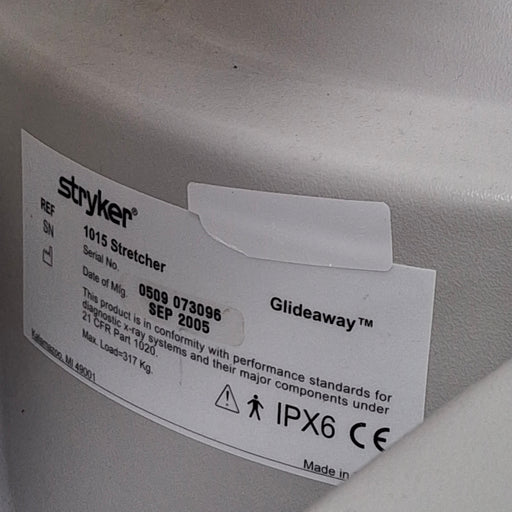 stryker®
REF 1015 Stretcher
SN Serial No. 0509 073096
Date of Mfg. SEP 2005
Glideaway™
This product is in conformity with performance standards for
diagnostic x-ray systems and their major components under
21 CFR Part 1020.
Max. Load=317 Kg.
IPX6 CE
Kalamazoo, MI 49001
Made in